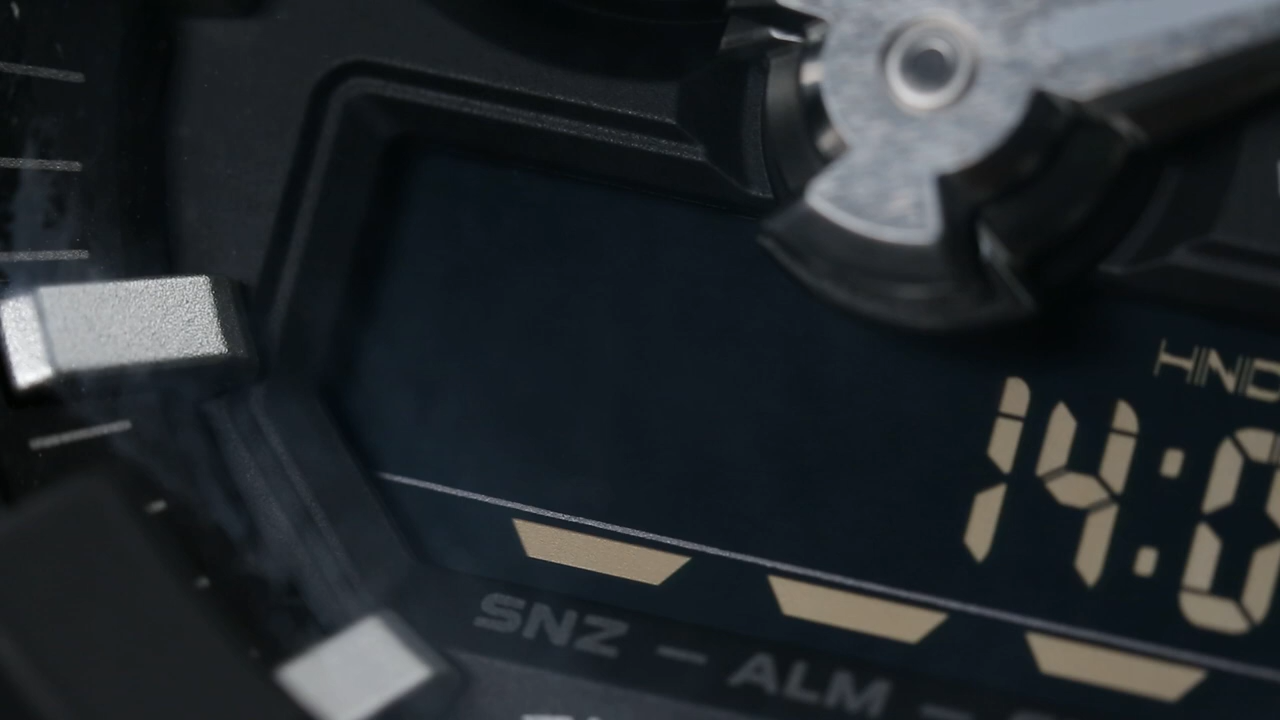 HND
14:0
SNZ — ALM —